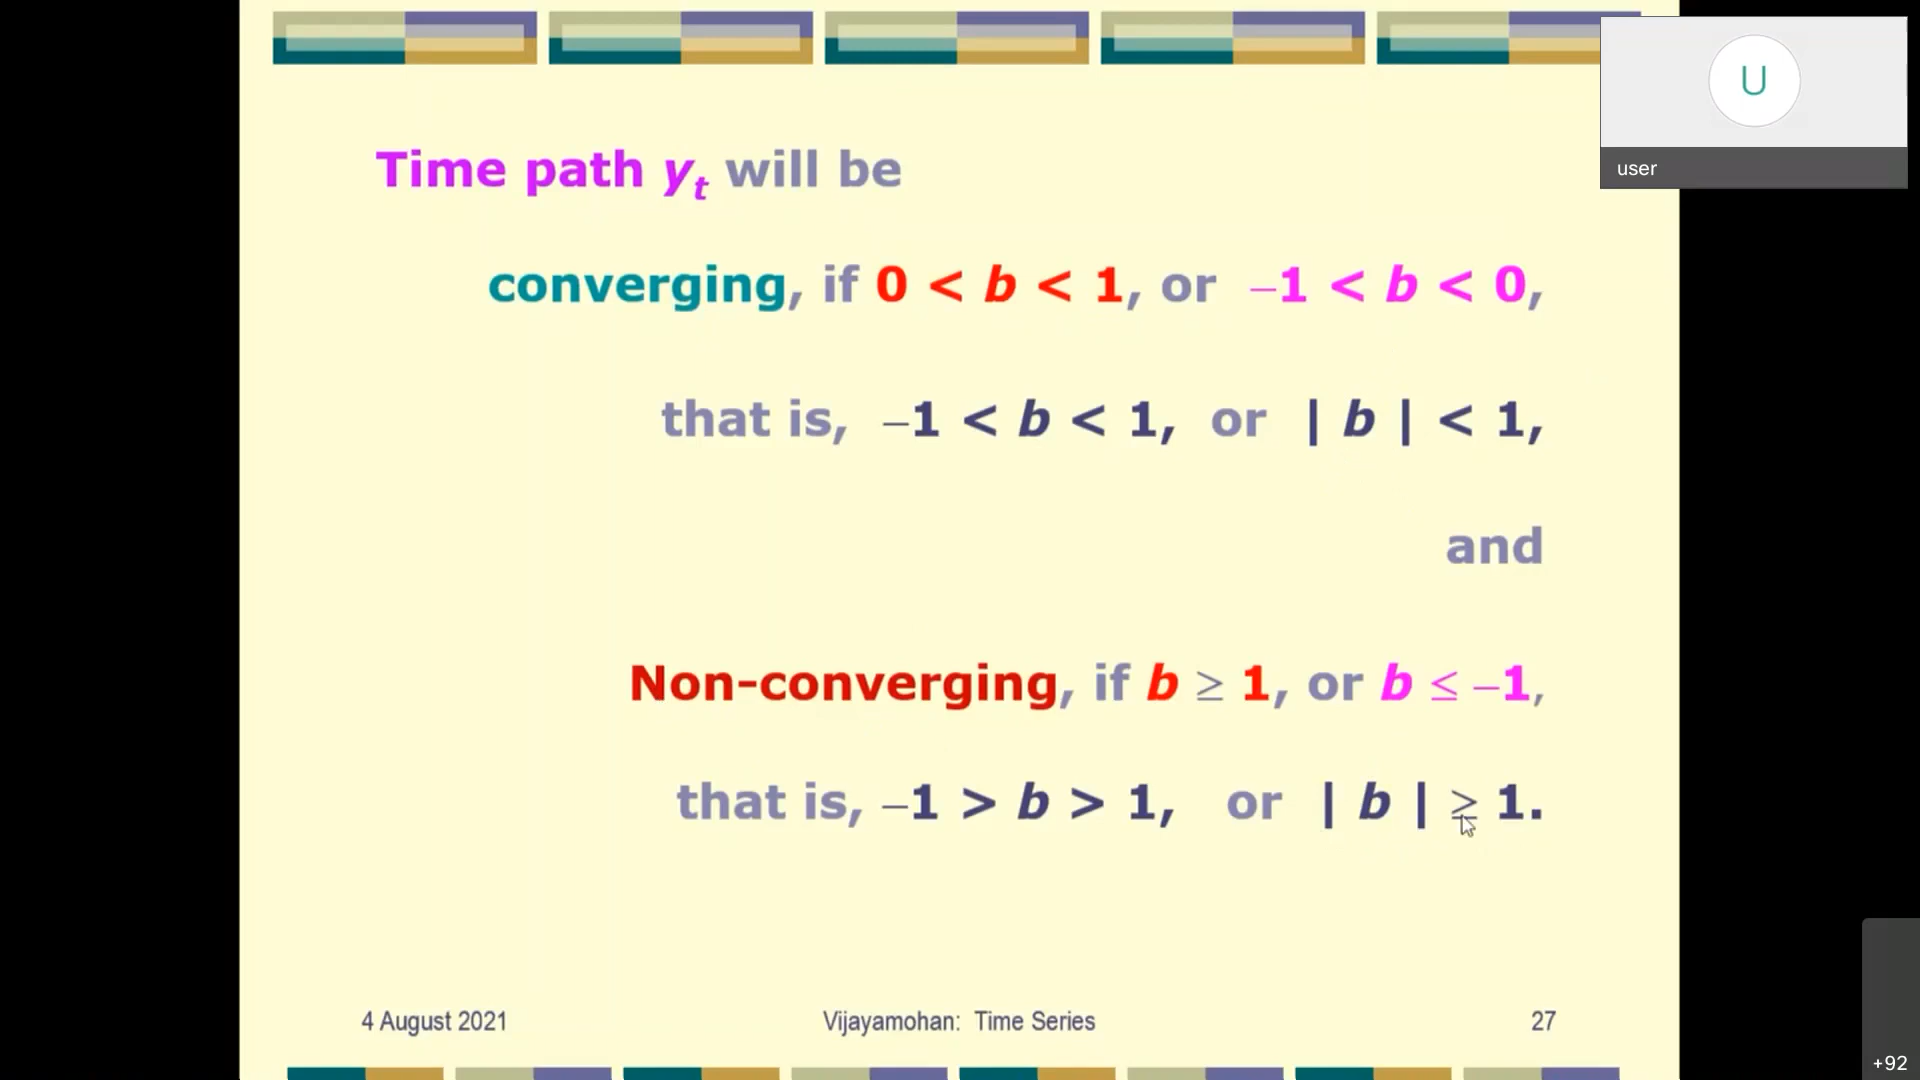 U
user
Time path yt will be
converging, if 0 < b < 1, or –1 < b < 0,
that is, –1 < b < 1, or | b | < 1,
and
Non-converging, if b ≥ 1, or b ≤ –1,
that is, –1 > b > 1, or | b | ≥ 1.
4 August 2021 Vijayamohan: Time Series 27
+92